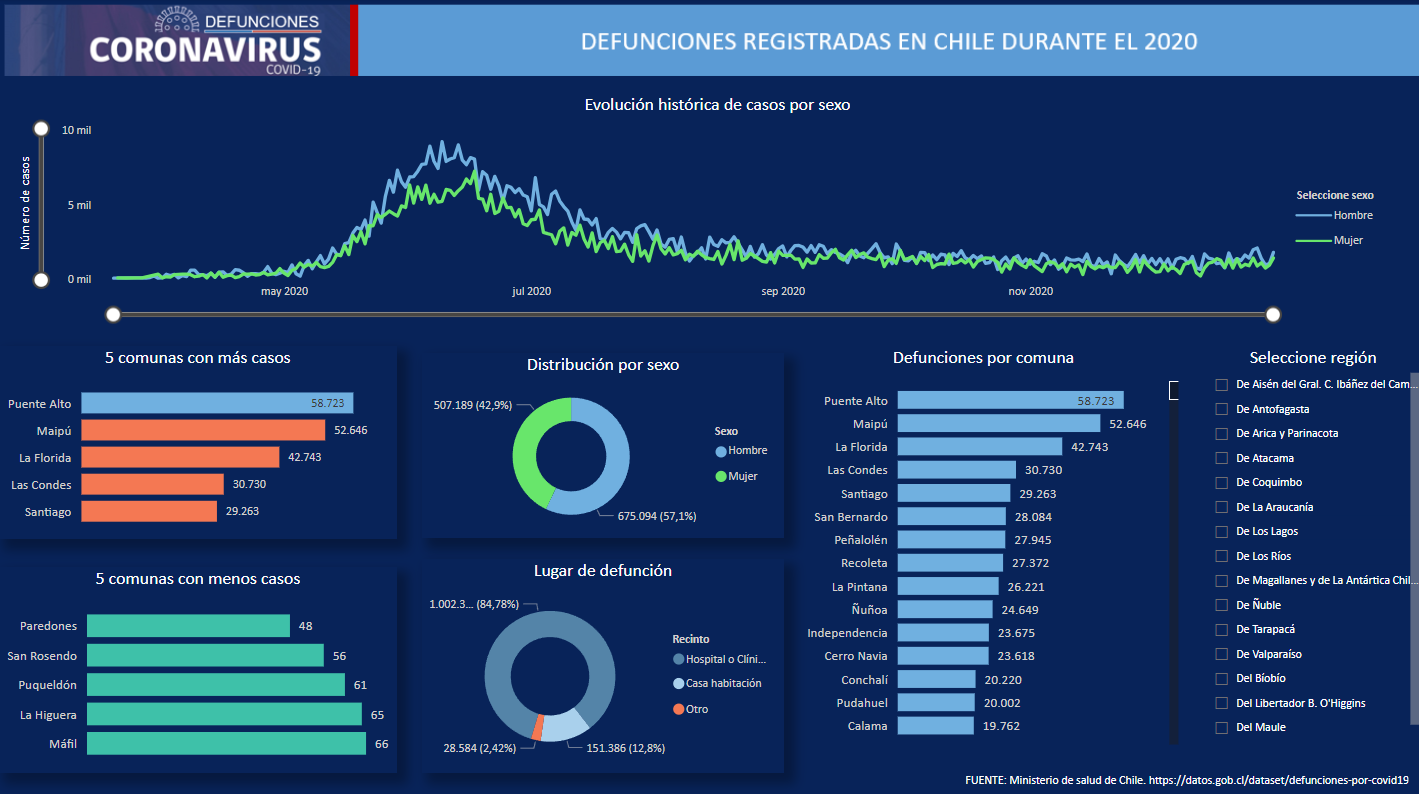 DEFUNCIONES
CORONAVIRUS
COVID-19
DEFUNCIONES REGISTRADAS EN CHILE DURANTE EL 2020
Evolución histórica de casos por sexo
Número de casos
10 mil
5 mil
0 mil
may 2020
jul 2020
sep 2020
nov 2020
Seleccione sexo
Hombre
Mujer
5 comunas con más casos
Puente Alto 58.723
Maipú 52.646
La Florida 42.743
Las Condes 30.730
Santiago 29.263
5 comunas con menos casos
Paredones 48
San Rosendo 56
Puqueldón 61
La Higuera 65
Máfil 66
Distribución por sexo
507.189 (42,9%)
675.094 (57,1%)
Sexo
Hombre
Mujer
Lugar de defunción
1.002.3... (84,78%)
28.584 (2,42%)
151.386 (12,8%)
Recinto
Hospital o Clíni...
Casa habitación
Otro
Defunciones por comuna
Puente Alto 58.723
Maipú 52.646
La Florida 42.743
Las Condes 30.730
Santiago 29.263
San Bernardo 28.084
Peñalolén 27.945
Recoleta 27.372
La Pintana 26.221
Ñuñoa 24.649
Independencia 23.675
Cerro Navia 23.618
Conchalí 20.220
Pudahuel 20.002
Calama 19.762
Seleccione región
De Aisén del Gral. C. Ibáñez del Cam...
De Antofagasta
De Arica y Parinacota
De Atacama
De Coquimbo
De La Araucanía
De Los Lagos
De Los Ríos
De Magallanes y de La Antártica Chil...
De Ñuble
De Tarapacá
De Valparaíso
Del Bíobío
Del Libertador B. O'Higgins
Del Maule
FUENTE: Ministerio de salud de Chile. https://datos.gob.cl/dataset/defunciones-por-covid19